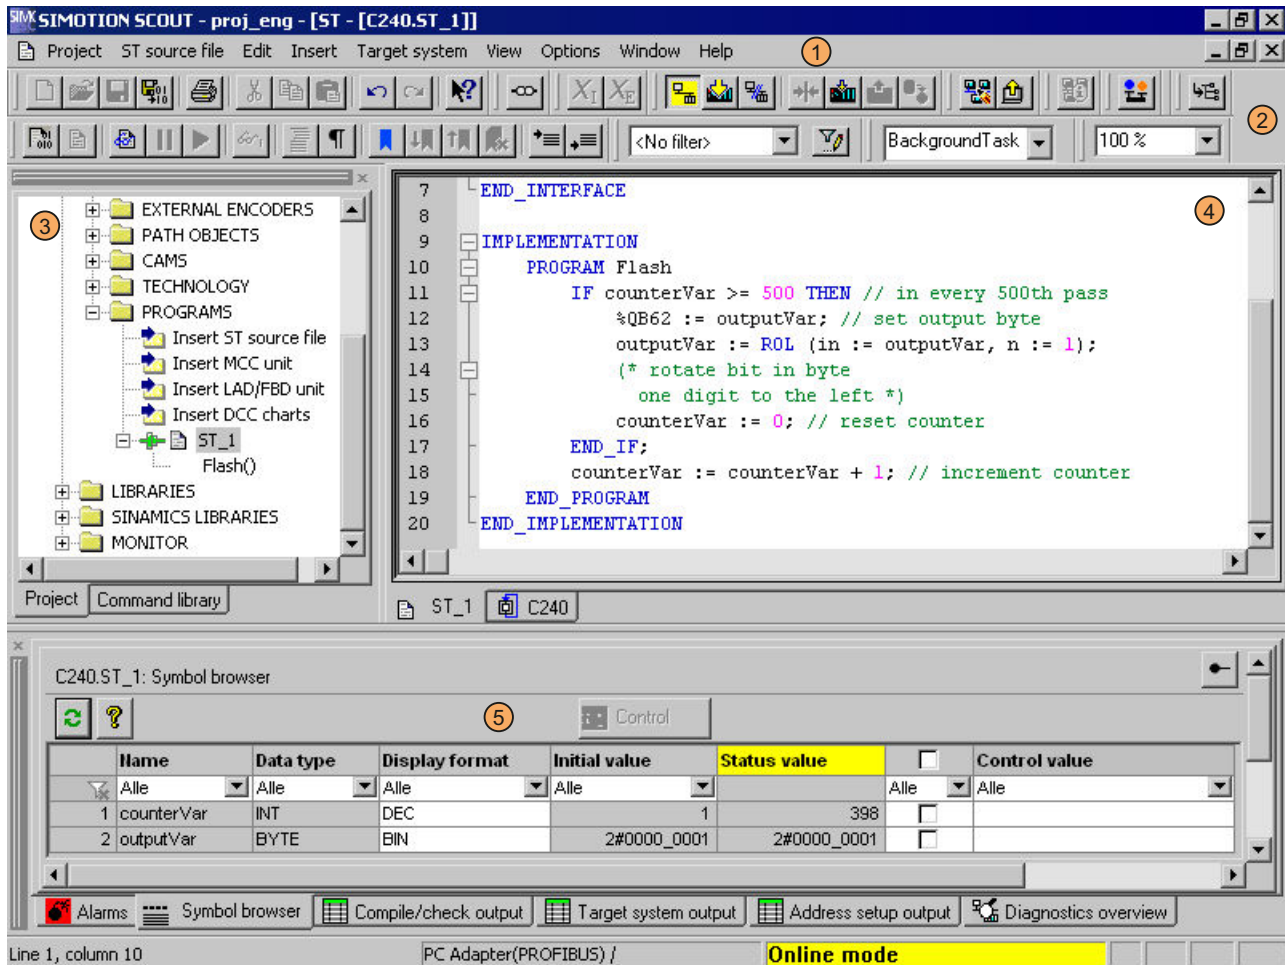 SIMOTION SCOUT - proj_eng - [ST - [C240.ST_1]]
Project ST source file Edit Insert Target system View Options Window Help
1
2
<No filter>
BackgroundTask
100 %
3
EXTERNAL ENCODERS
PATH OBJECTS
CAMS
TECHNOLOGY
PROGRAMS
Insert ST source file
Insert MCC unit
Insert LAD/FBD unit
Insert DCC charts
ST_1
Flash()
LIBRARIES
SINAMICS LIBRARIES
MONITOR
Project Command library
4
7 END_INTERFACE
8
9 IMPLEMENTATION
10 PROGRAM Flash
11 IF counterVar >= 500 THEN // in every 500th pass
12 %QB62 := outputVar; // set output byte
13 outputVar := ROL (in := outputVar, n := 1);
14 (* rotate bit in byte
15 one digit to the left *)
16 counterVar := 0; // reset counter
17 END_IF;
18 counterVar := counterVar + 1; // increment counter
19 END_PROGRAM
20 END_IMPLEMENTATION
ST_1 C240
C240.ST_1: Symbol browser
5
Control
Name Data type Display format Initial value Status value Control value
Alle Alle Alle Alle Alle Alle
1 counterVar INT DEC 1 398
2 outputVar BYTE BIN 2#0000_0001 2#0000_0001
Alarms Symbol browser Compile/check output Target system output Address setup output Diagnostics overview
Line 1, column 10 PC Adapter(PROFIBUS) / Online mode